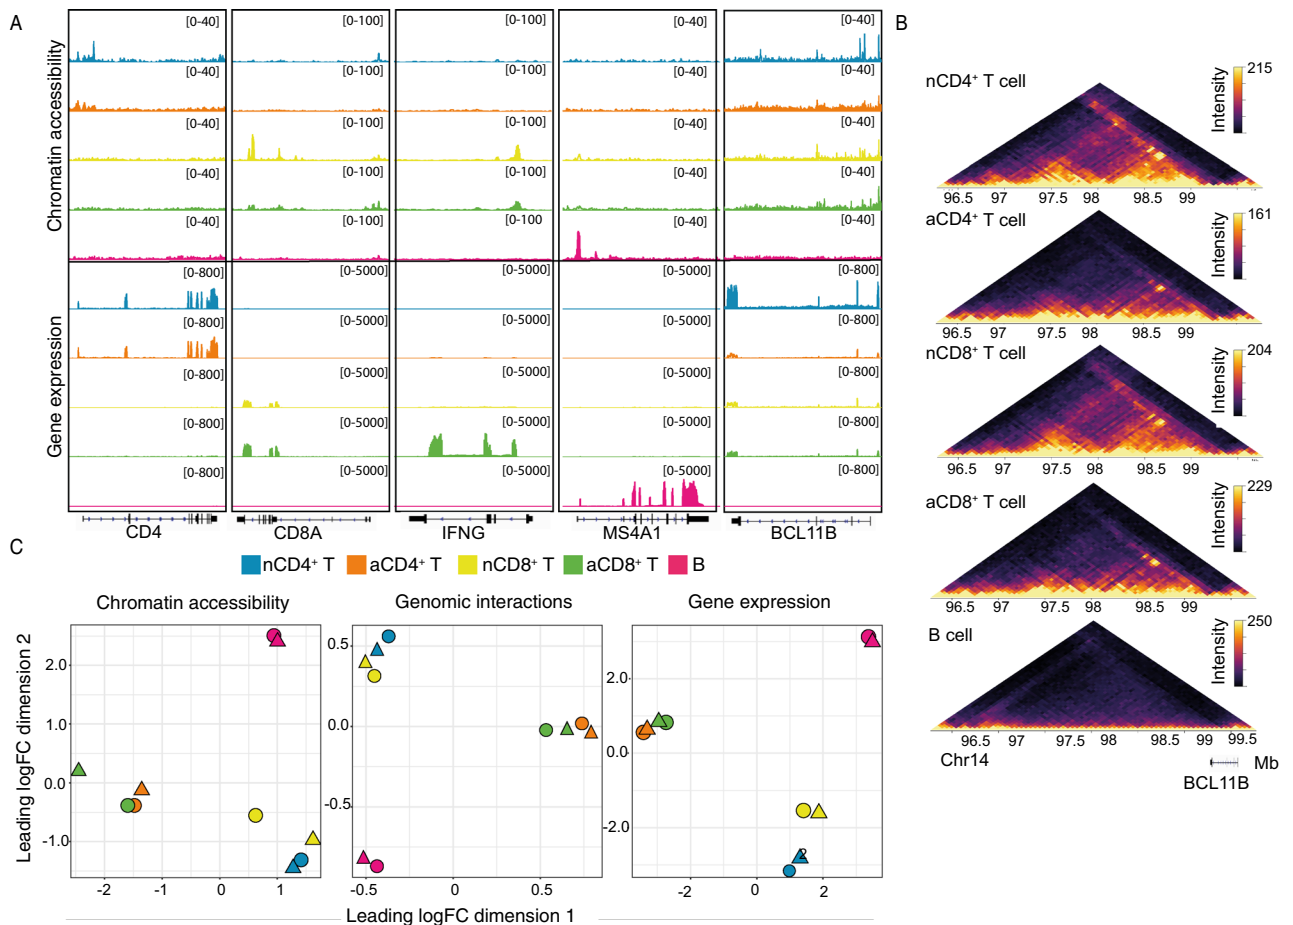 A
B
Chromatin accessibility
Gene expression
[0-40] [0-100] [0-100] [0-40] [0-40]
[0-40] [0-100] [0-100] [0-40] [0-40]
[0-40] [0-100] [0-100] [0-40] [0-40]
[0-40] [0-100] [0-100] [0-40] [0-40]
[0-40] [0-100] [0-100 [0-40] [0-40]
[0-800] [0-5000] [0-5000] [0-5000] [0-800]
[0-800] [0-5000] [0-5000] [0-5000] [0-800]
[0-800] [0-5000] [0-5000] [0-5000] [0-800]
[0-800] [0-5000] [0-5000] [0-5000] [0-800]
[0-800] [0-5000] [0-5000] [0-5000] [0-800]
CD4 CD8A IFNG MS4A1 BCL11B
nCD4⁺ T aCD4⁺ T nCD8⁺ T aCD8⁺ T B
nCD4⁺ T cell
Intensity
215
96.5 97 97.5 98 98.5 99
aCD4⁺ T cell
Intensity
161
96.5 97 97.5 98 98.5 99
nCD8⁺ T cell
Intensity
204
96.5 97 97.5 98 98.5 99
aCD8⁺ T cell
Intensity
229
96.5 97 97.5 98 98.5 99
B cell
Intensity
250
96.5 97 97.5 98 98.5 99 99.5
Chr14
Mb
BCL11B
C
Chromatin accessibility
Genomic interactions
Gene expression
Leading logFC dimension 2
2.0
1.0
0.0
-1.0
-2 -1 0 1
0.5
0.0
-0.5
-0.5 0 0.5
2.0
0.0
-2.0
2
-2 0 2
Leading logFC dimension 1